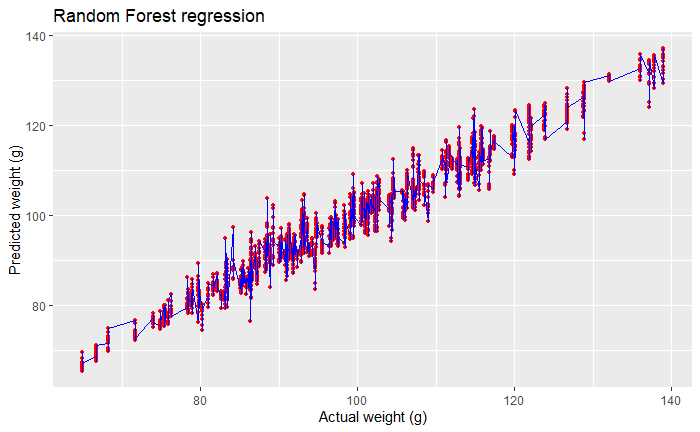 Random Forest regression
140
120
100
80
Predicted weight (g)
80 100 120 140
Actual weight (g)